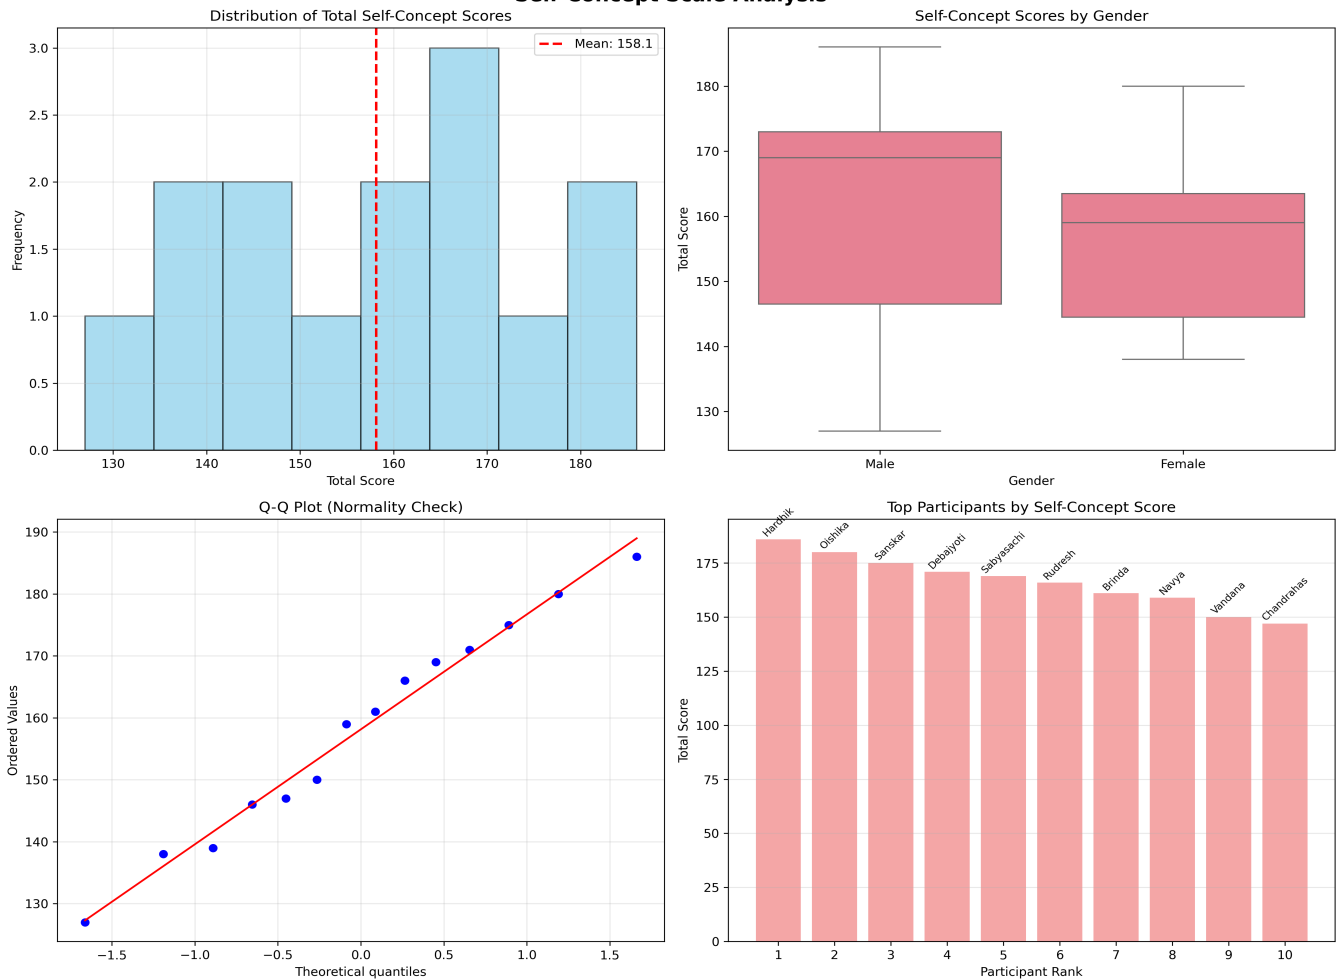 Self-Concept Scale Analysis
Distribution of Total Self-Concept Scores
Mean: 158.1
Frequency
3.0
2.5
2.0
1.5
1.0
0.5
0.0
130 140 150 160 170 180
Total Score
Self-Concept Scores by Gender
Total Score
180
170
160
150
140
130
Male Female
Gender
Q-Q Plot (Normality Check)
Ordered Values
190
180
170
160
150
140
130
−1.5 −1.0 −0.5 0.0 0.5 1.0 1.5
Theoretical quantiles
Top Participants by Self-Concept Score
Total Score
175
150
125
100
75
50
25
0
Hardhik
Oishika
Sanskar
Debajyoti
Sabyasachi
Rudresh
Brinda
Navya
Vandana
Chandrahas
1 2 3 4 5 6 7 8 9 10
Participant Rank